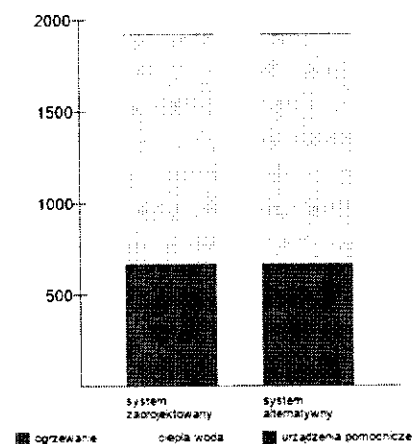 2000
1500
1000
500
system
zaprojektowany
system
alternatywny
ogrzewanie ciepła woda urządzenia pomocnicze